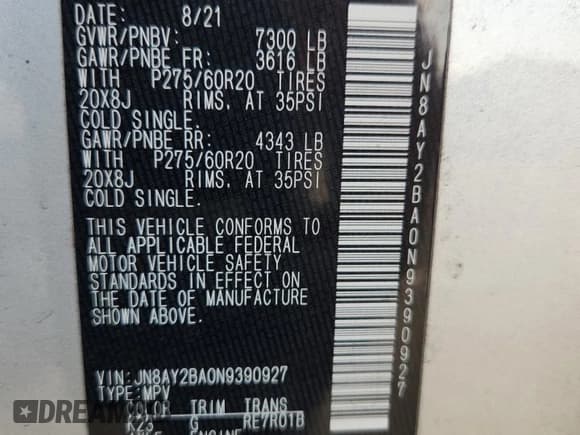 DATE: 8/21
GVWR/PNBV: 7300 LB
GAWR/PNBE FR: 3616 LB
WITH P275/60R20 TIRES
20X8J RIMS. AT 35PSI
COLD SINGLE.
GAWR/PNBE RR: 4343 LB
WITH P275/60R20 TIRES
20X8J RIMS. AT 35PSI
COLD SINGLE.
THIS VEHICLE CONFORMS TO
ALL APPLICABLE FEDERAL
MOTOR VEHICLE SAFETY
STANDARDS IN EFFECT ON
THE DATE OF MANUFACTURE
SHOWN ABOVE.
VIN:JN8AY2BA0N9390927
TYPE:MPV
COLOR TRIM TRANS
K23 G RE7R01B
ENGINE
JN8AY2BA0N9390927